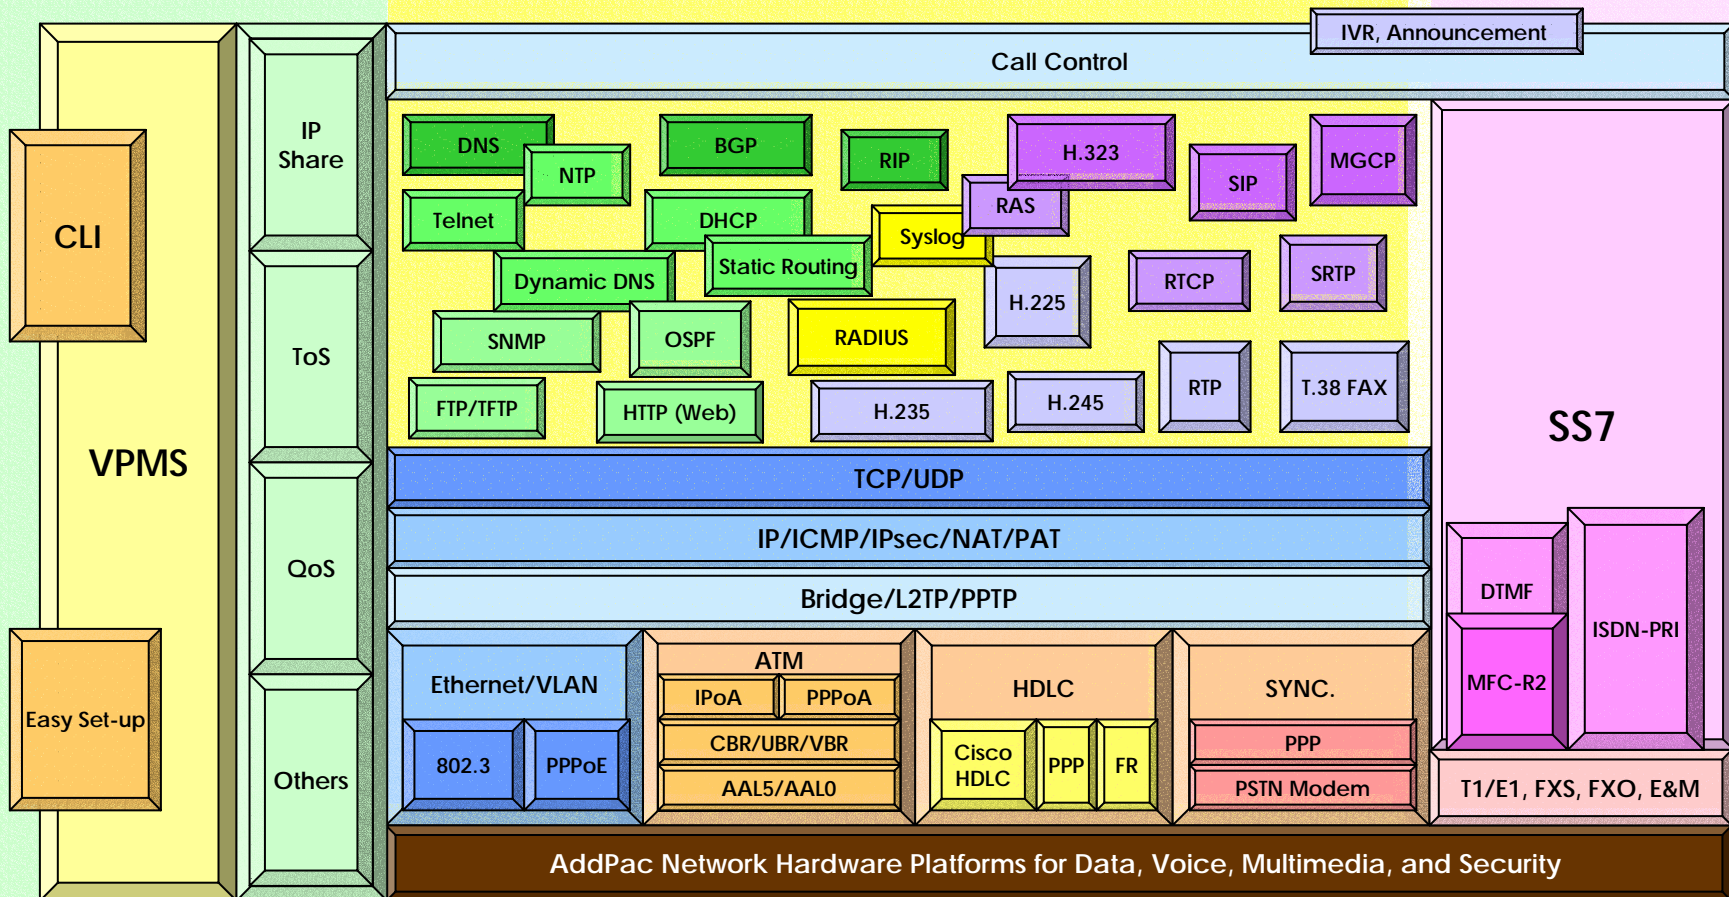 IVR, Announcement
Call Control
VPMS
CLI
Easy Set-up
IP
Share
ToS
QoS
Others
DNS
NTP
BGP
RIP
H.323
SIP
MGCP
Telnet
DHCP
Syslog
RAS
Dynamic DNS
Static Routing
H.225
RTCP
SRTP
SNMP
OSPF
RADIUS
FTP/TFTP
HTTP (Web)
H.235
H.245
RTP
T.38 FAX
SS7
DTMF
MFC-R2
ISDN-PRI
T1/E1, FXS, FXO, E&M
TCP/UDP
IP/ICMP/IPsec/NAT/PAT
Bridge/L2TP/PPTP
Ethernet/VLAN
802.3
PPPoE
ATM
IPoA
PPPoA
CBR/UBR/VBR
AAL5/AAL0
HDLC
Cisco
HDLC
PPP
FR
SYNC.
PPP
PSTN Modem
AddPac Network Hardware Platforms for Data, Voice, Multimedia, and Security